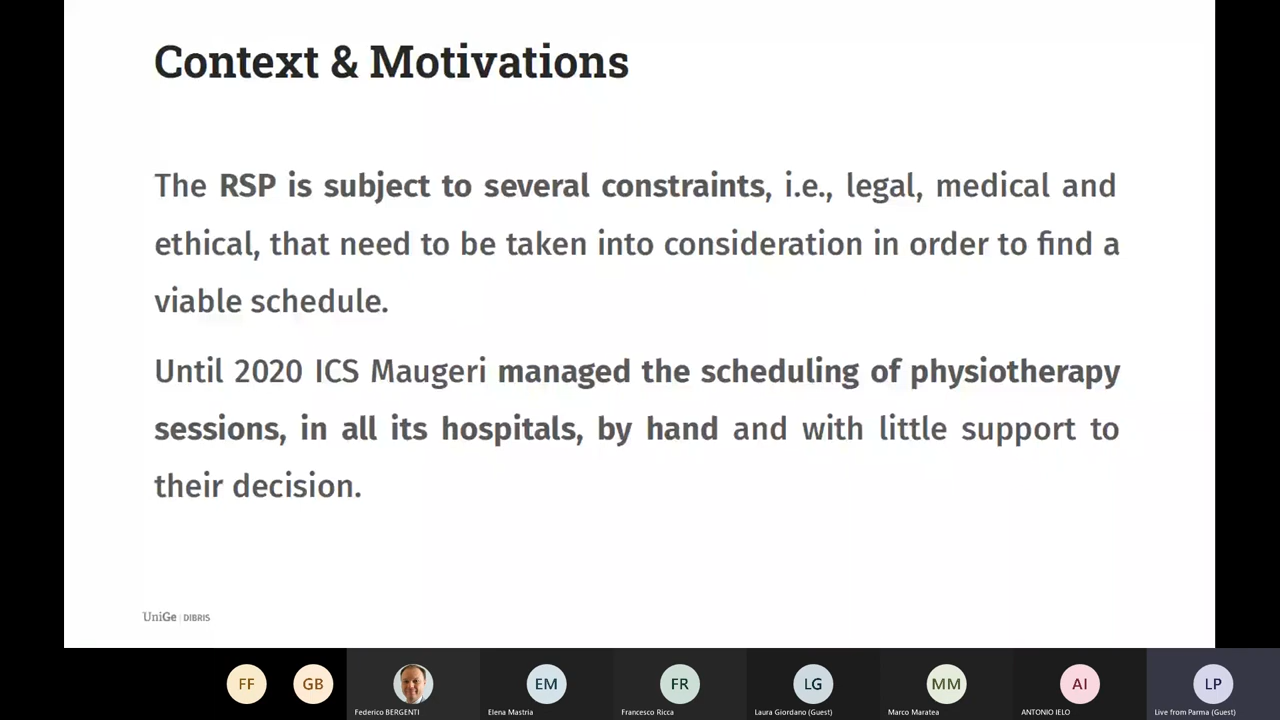 Context & Motivations
The RSP is subject to several constraints, i.e., legal, medical and
ethical, that need to be taken into consideration in order to find a
viable schedule.
Until 2020 ICS Maugeri managed the scheduling of physiotherapy
sessions, in all its hospitals, by hand and with little support to
their decision.
UniGe | DIBRIS
FF
GB
EM
FR
LG
MM
AI
LP
Federico BERGENTI
Elena Mastria
Francesco Ricca
Laura Giordano (Guest)
Marco Maratea
ANTONIO IELO
Live from Parma (Guest)